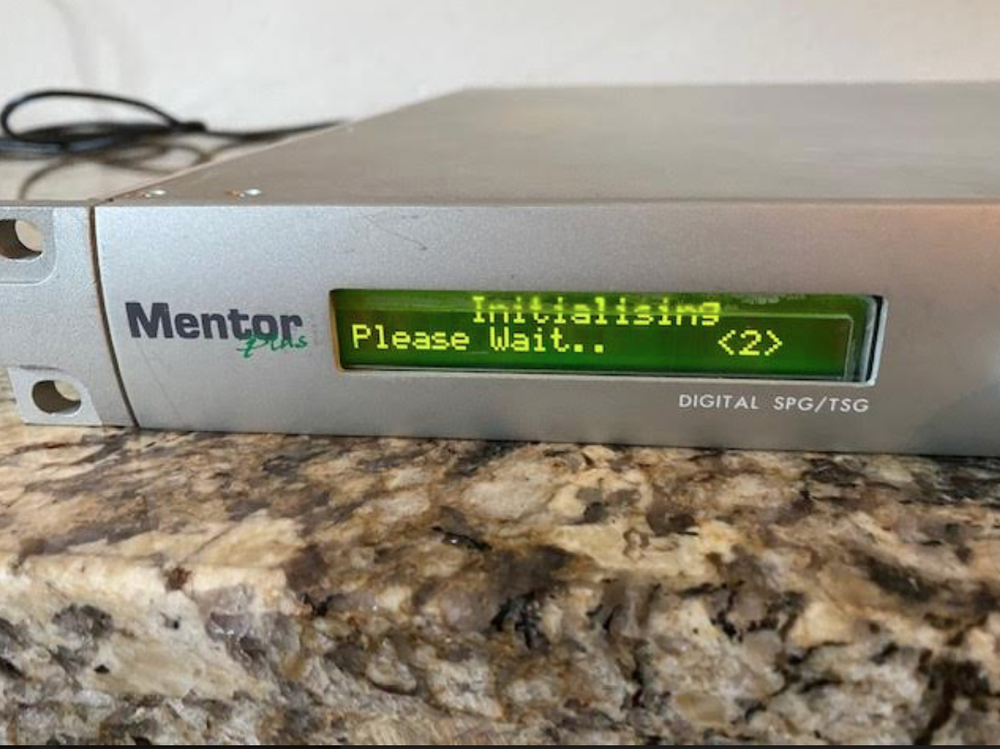 Mentor
plus
Initialising
Please Wait.. <2>
DIGITAL SPG/TSG